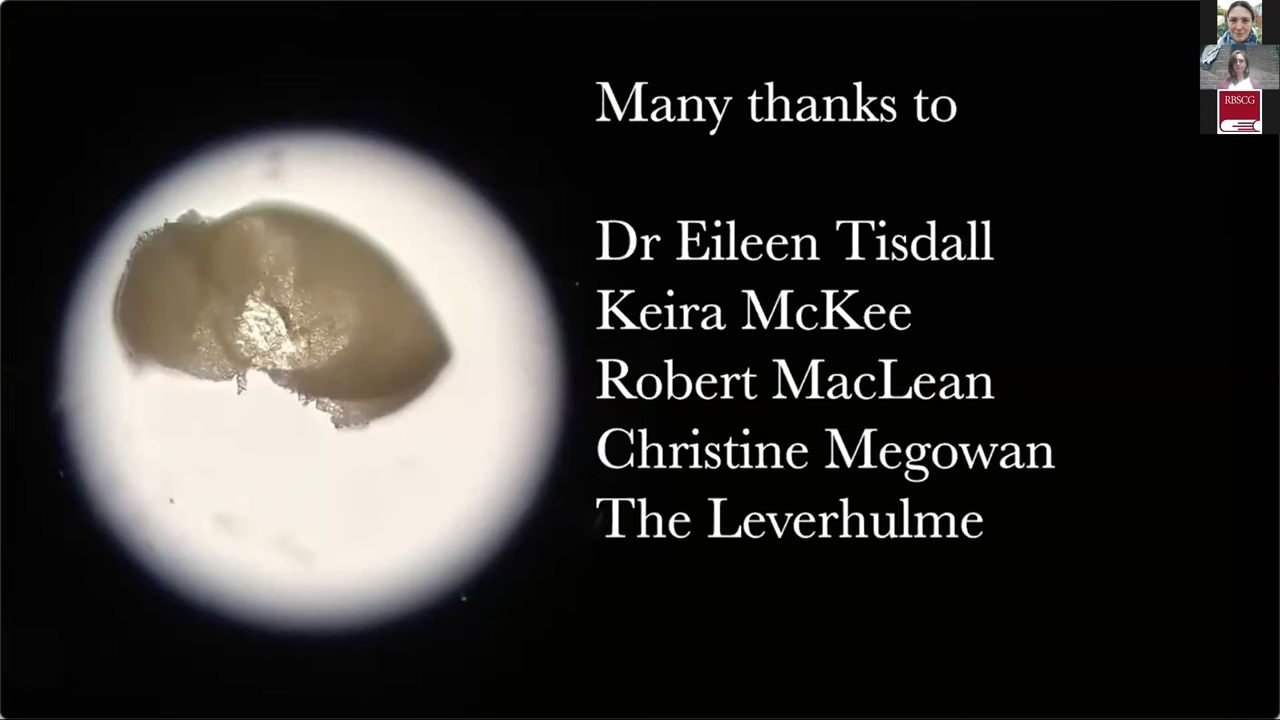 Many thanks to
Dr Eileen Tisdall
Keira McKee
Robert MacLean
Christine Megowan
The Leverhulme
RBSCG